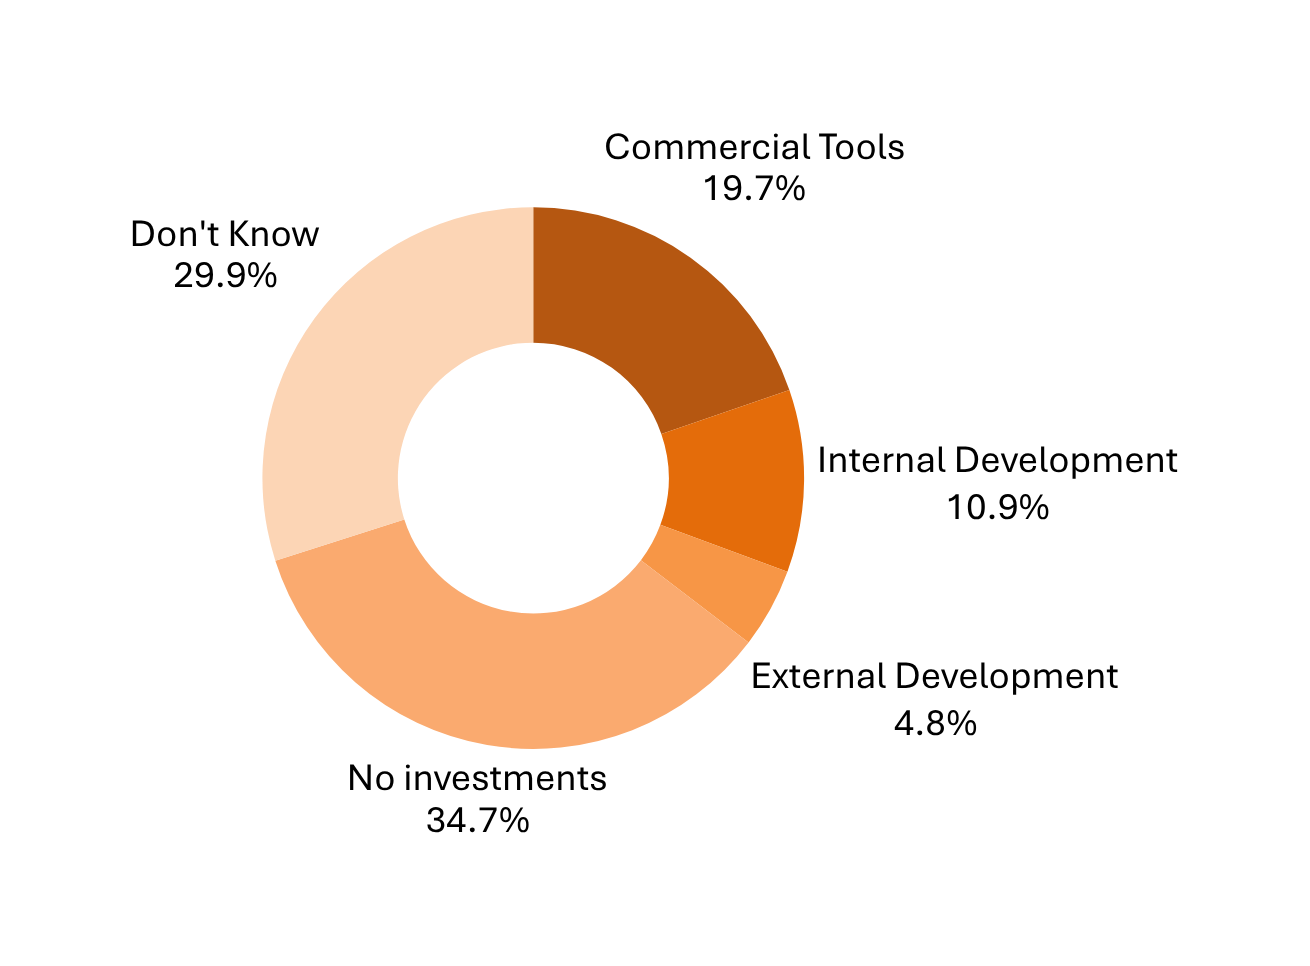 Commercial Tools
19.7%
Don't Know
29.9%
Internal Development
10.9%
External Development
4.8%
No investments
34.7%